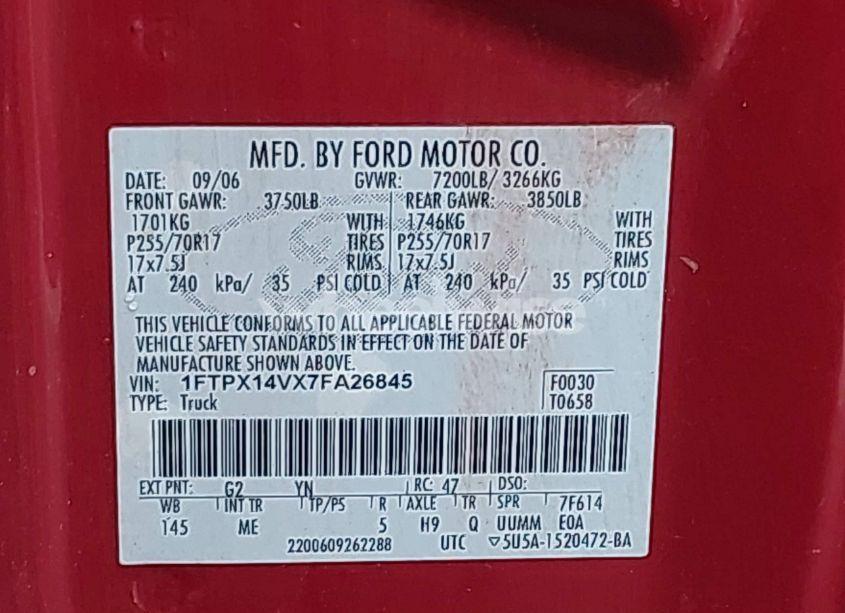 MFD. BY FORD MOTOR CO.
DATE: 09/06 GVWR: 7200LB/ 3266KG
FRONT GAWR: 3750LB REAR GAWR: 3850LB
1701KG WITH 1746KG WITH
P255/70R17 TIRES P255/70R17 TIRES
17x7.5J RIMS 17x7.5J RIMS
AT 240 kPa/ 35 PSI COLD AT 240 kPa/ 35 PSI COLD
THIS VEHICLE CONFORMS TO ALL APPLICABLE FEDERAL MOTOR
VEHICLE SAFETY STANDARDS IN EFFECT ON THE DATE OF
MANUFACTURE SHOWN ABOVE.
VIN: 1FTPX14VX7FA26845 F0030
TYPE: Truck T0658
EXT PNT: G2 YN RC: 47 DSO:
WB INT TR TP/PS R AXLE TR SPR 7F614
145 ME 5 H9 Q UUMM EOA
2200609262288 UTC ▽5U5A-1520472-BA